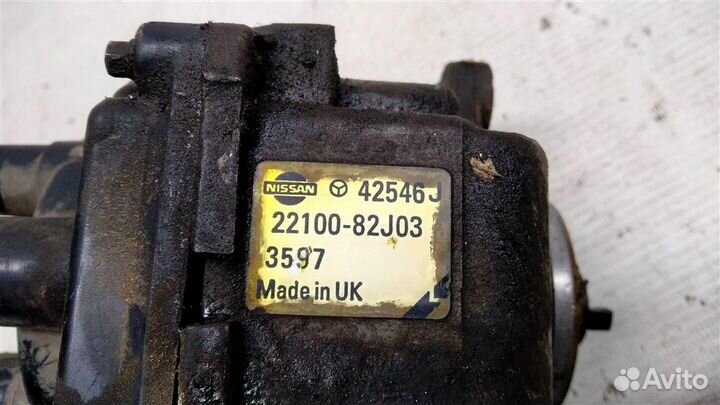 NISSAN 42546J
22100-82J03
3597
Made in UK
Avito